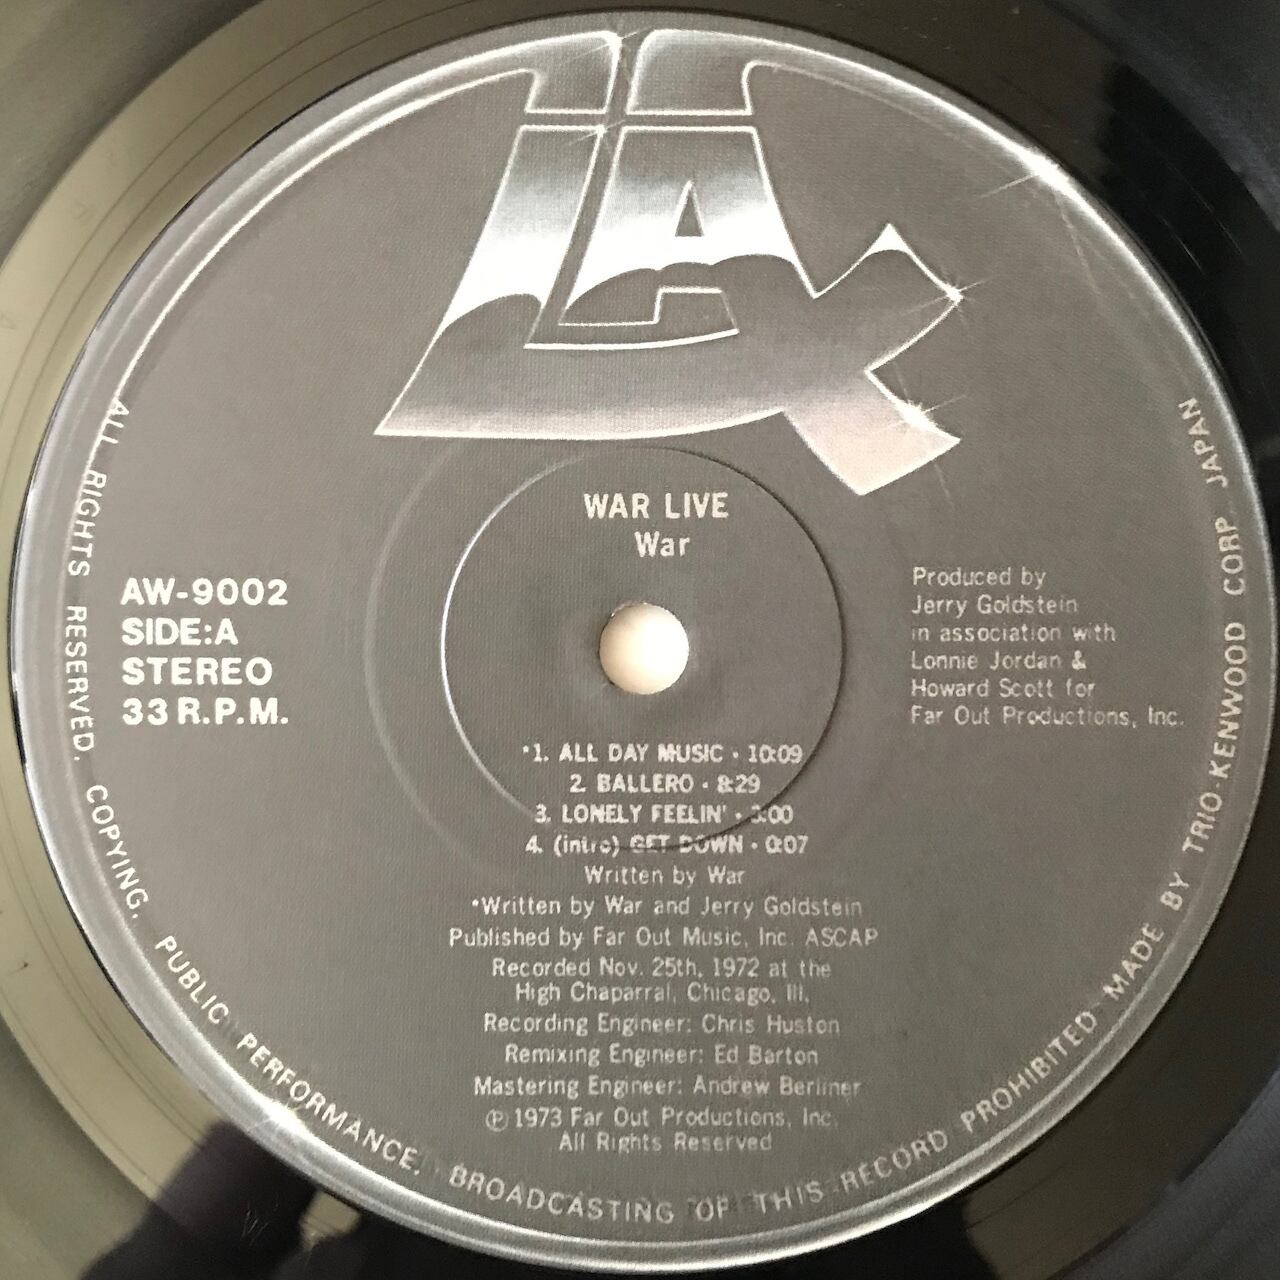 LAX
WAR LIVE
War
AW-9002
SIDE:A
STEREO
33 R.P.M.
Produced by
Jerry Goldstein
in association with
Lonnie Jordan &
Howard Scott for
Far Out Productions, Inc.
*1. ALL DAY MUSIC • 10:09
2. BALLERO • 8:29
3. LONELY FEELIN' • 3:00
4. (intro) GET DOWN • 0:07
Written by War
*Written by War and Jerry Goldstein
Published by Far Out Music, Inc. ASCAP
Recorded Nov. 25th, 1972 at the
High Chaparral, Chicago, Ill.
Recording Engineer: Chris Huston
Remixing Engineer: Ed Barton
Mastering Engineer: Andrew Berliner
℗ 1973 Far Out Productions, Inc.
All Rights Reserved
ALL RIGHTS RESERVED. COPYING, PUBLIC PERFORMANCE, BROADCASTING OF THIS RECORD PROHIBITED MADE BY TRIO-KENWOOD CORP. JAPAN